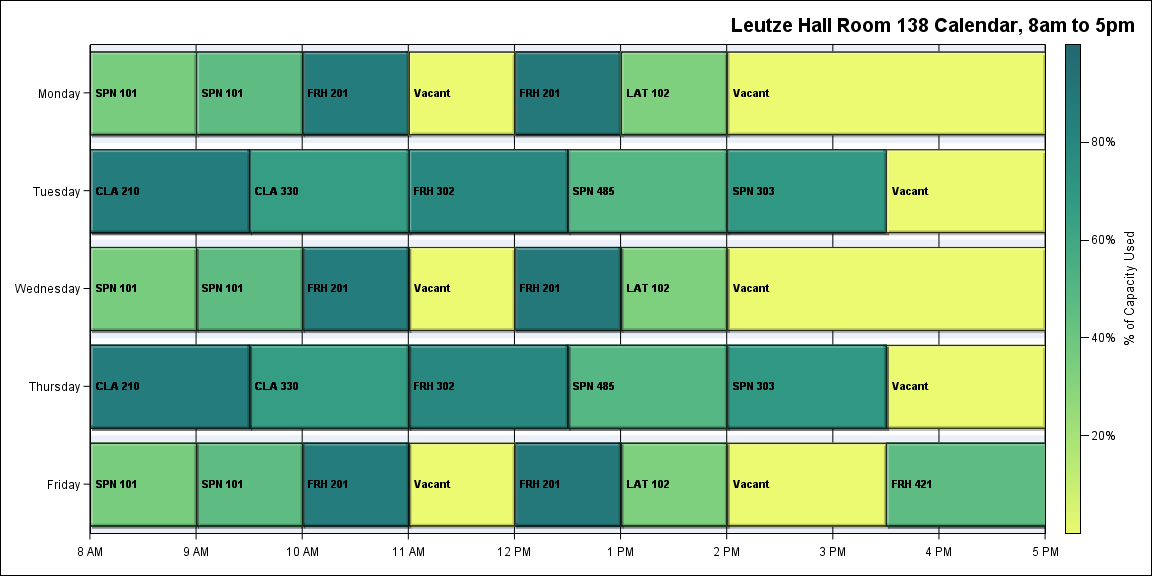 Leutze Hall Room 138 Calendar, 8am to 5pm
Monday
SPN 101
SPN 101
FRH 201
Vacant
FRH 201
LAT 102
Vacant
Tuesday
CLA 210
CLA 330
FRH 302
SPN 485
SPN 303
Vacant
Wednesday
SPN 101
SPN 101
FRH 201
Vacant
FRH 201
LAT 102
Vacant
Thursday
CLA 210
CLA 330
FRH 302
SPN 485
SPN 303
Vacant
Friday
SPN 101
SPN 101
FRH 201
Vacant
FRH 201
LAT 102
Vacant
FRH 421
8 AM
9 AM
10 AM
11 AM
12 PM
1 PM
2 PM
3 PM
4 PM
5 PM
80%
60%
40%
20%
% of Capacity Used